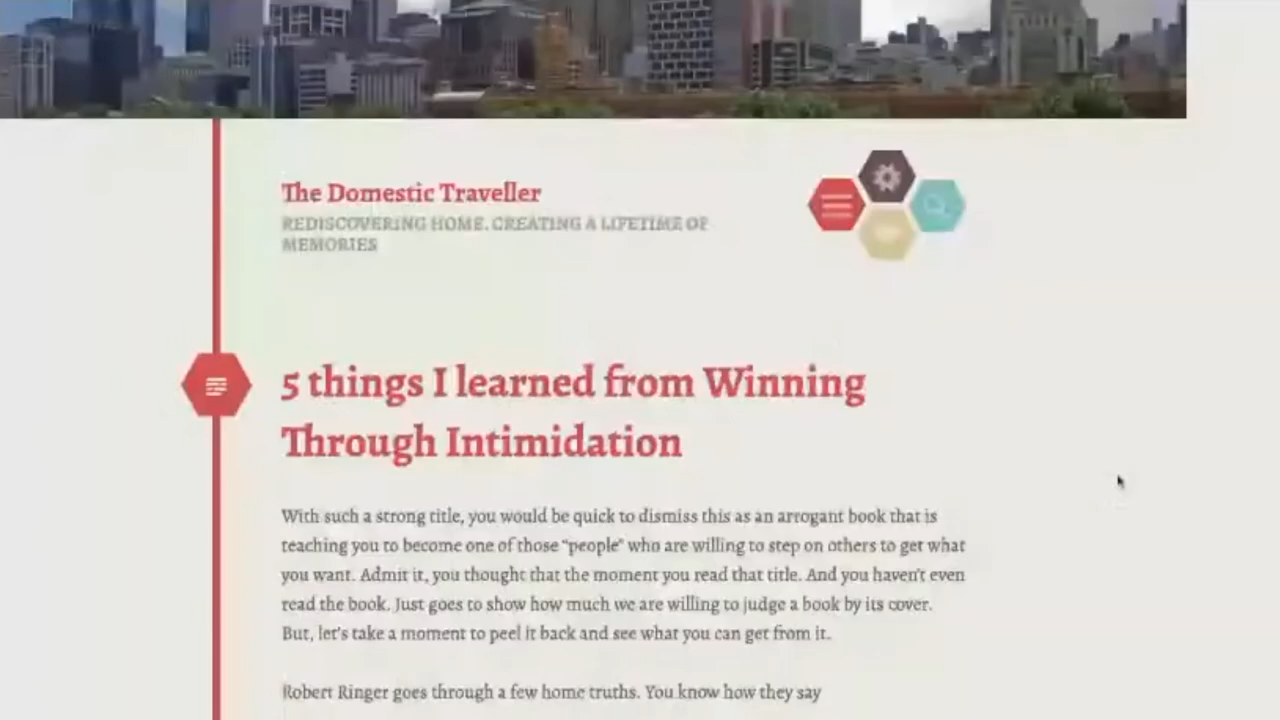 The Domestic Traveller
REDISCOVERING HOME. CREATING A LIFETIME OF
MEMORIES
5 things I learned from Winning
Through Intimidation
With such a strong title, you would be quick to dismiss this as an arrogant book that is
teaching you to become one of those "people" who are willing to step on others to get what
you want. Admit it, you thought that the moment you read that title. And you haven't even
read the book. Just goes to show how much we are willing to judge a book by its cover.
But, let's take a moment to peel it back and see what you can get from it.
Robert Ringer goes through a few home truths. You know how they say